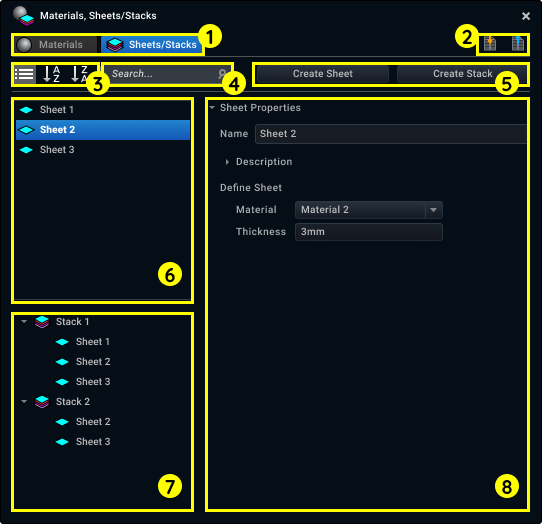 Materials, Sheets/Stacks
Materials Sheets/Stacks 1 2
A Z Z A 3 Search... 4 Create Sheet Create Stack 5
Sheet 1
Sheet 2
Sheet 3
6
Stack 1
Sheet 1
Sheet 2
Sheet 3
Stack 2
Sheet 2
Sheet 3
7
Sheet Properties
Name Sheet 2
Description
Define Sheet
Material Material 2
Thickness 3mm
8